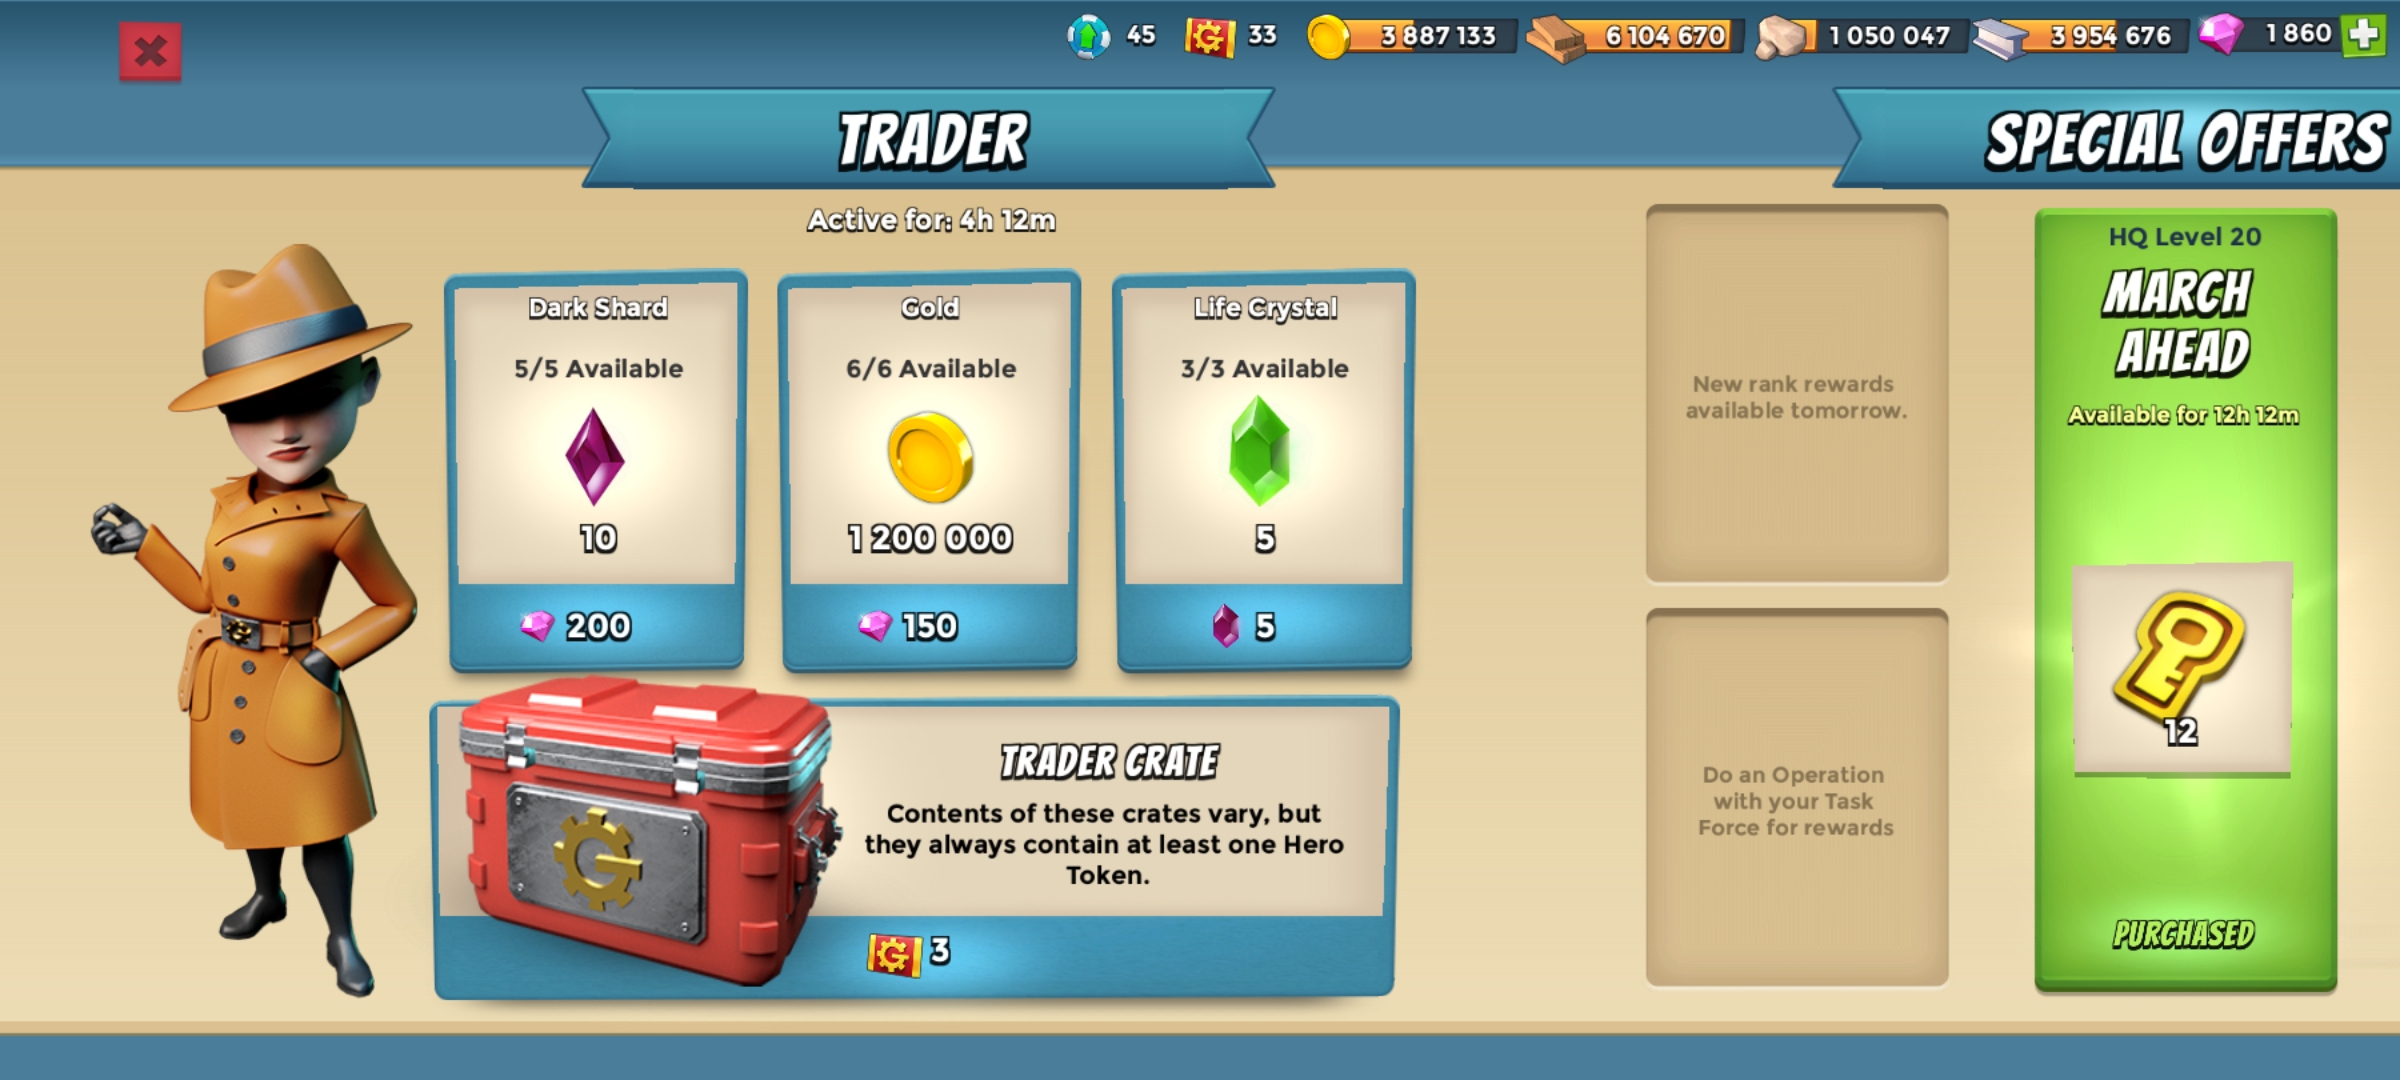 45
33
3 887 133
6 104 670
1 050 047
3 954 676
1 860
TRADER
SPECIAL OFFERS
Active for: 4h 12m
Dark Shard
5/5 Available
10
200
Gold
6/6 Available
1 200 000
150
Life Crystal
3/3 Available
5
5
TRADER CRATE
Contents of these crates vary, but
they always contain at least one Hero
Token.
G
G
3
New rank rewards
available tomorrow.
Do an Operation
with your Task
Force for rewards
HQ Level 20
MARCH
AHEAD
Available for 12h 12m
12
PURCHASED